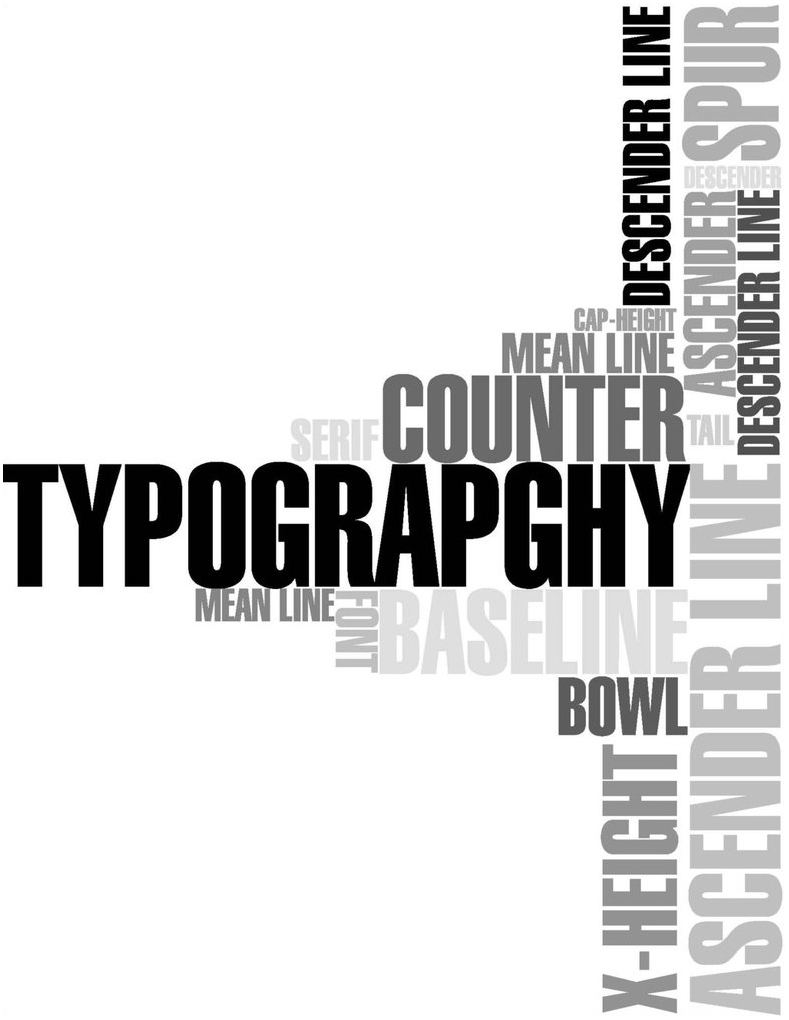 DESCENDER LINE
SPUR
DESCENDER
ASCENDER
DESCENDER LINE
CAP-HEIGHT
MEAN LINE
COUNTER
SERIF
TAIL
TYPOGRAPGHY
ASCENDER LINE
MEAN LINE
FONT
BASELINE
BOWL
X-HEIGHT